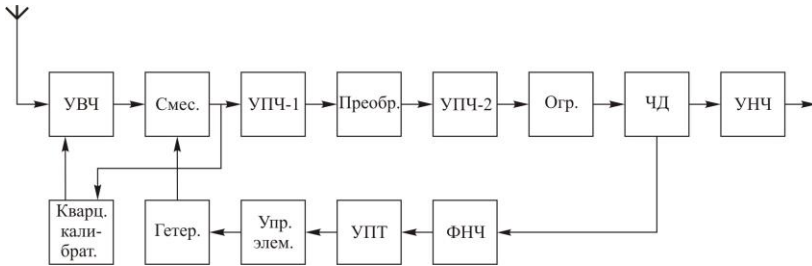 УВЧ
Смес.
УПЧ-1
Преобр.
УПЧ-2
Огр.
ЧД
УНЧ
Кварц.
кали-
брат.
Гетер.
Упр.
элем.
УПТ
ФНЧ